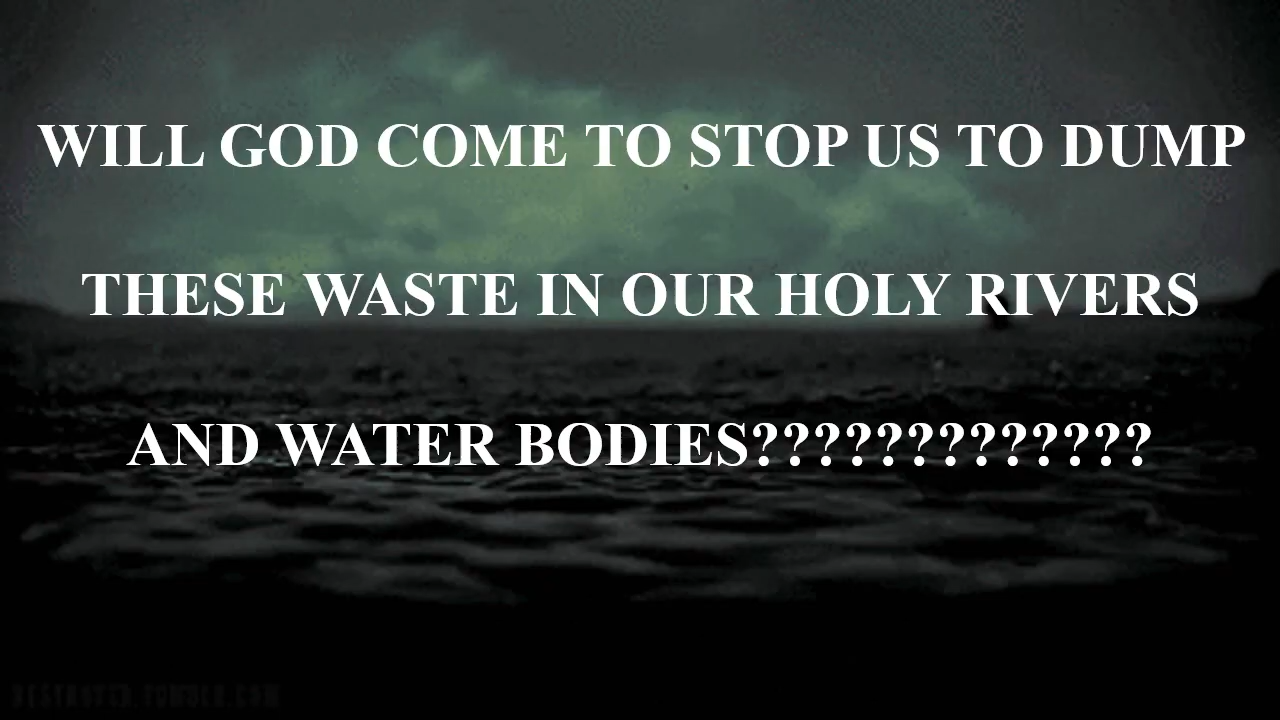 WILL GOD COME TO STOP US TO DUMP
THESE WASTE IN OUR HOLY RIVERS
AND WATER BODIES?????????????